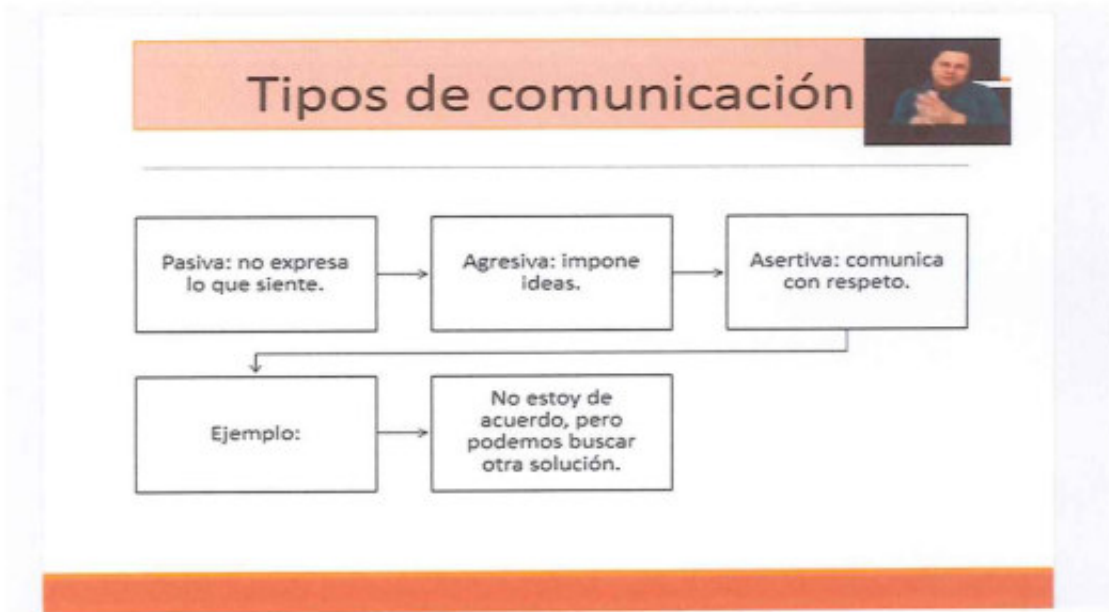 Tipos de comunicación
Pasiva: no expresa
lo que siente.
Agresiva: impone
ideas.
Asertiva: comunica
con respeto.
Ejemplo:
No estoy de
acuerdo, pero
podemos buscar
otra solución.